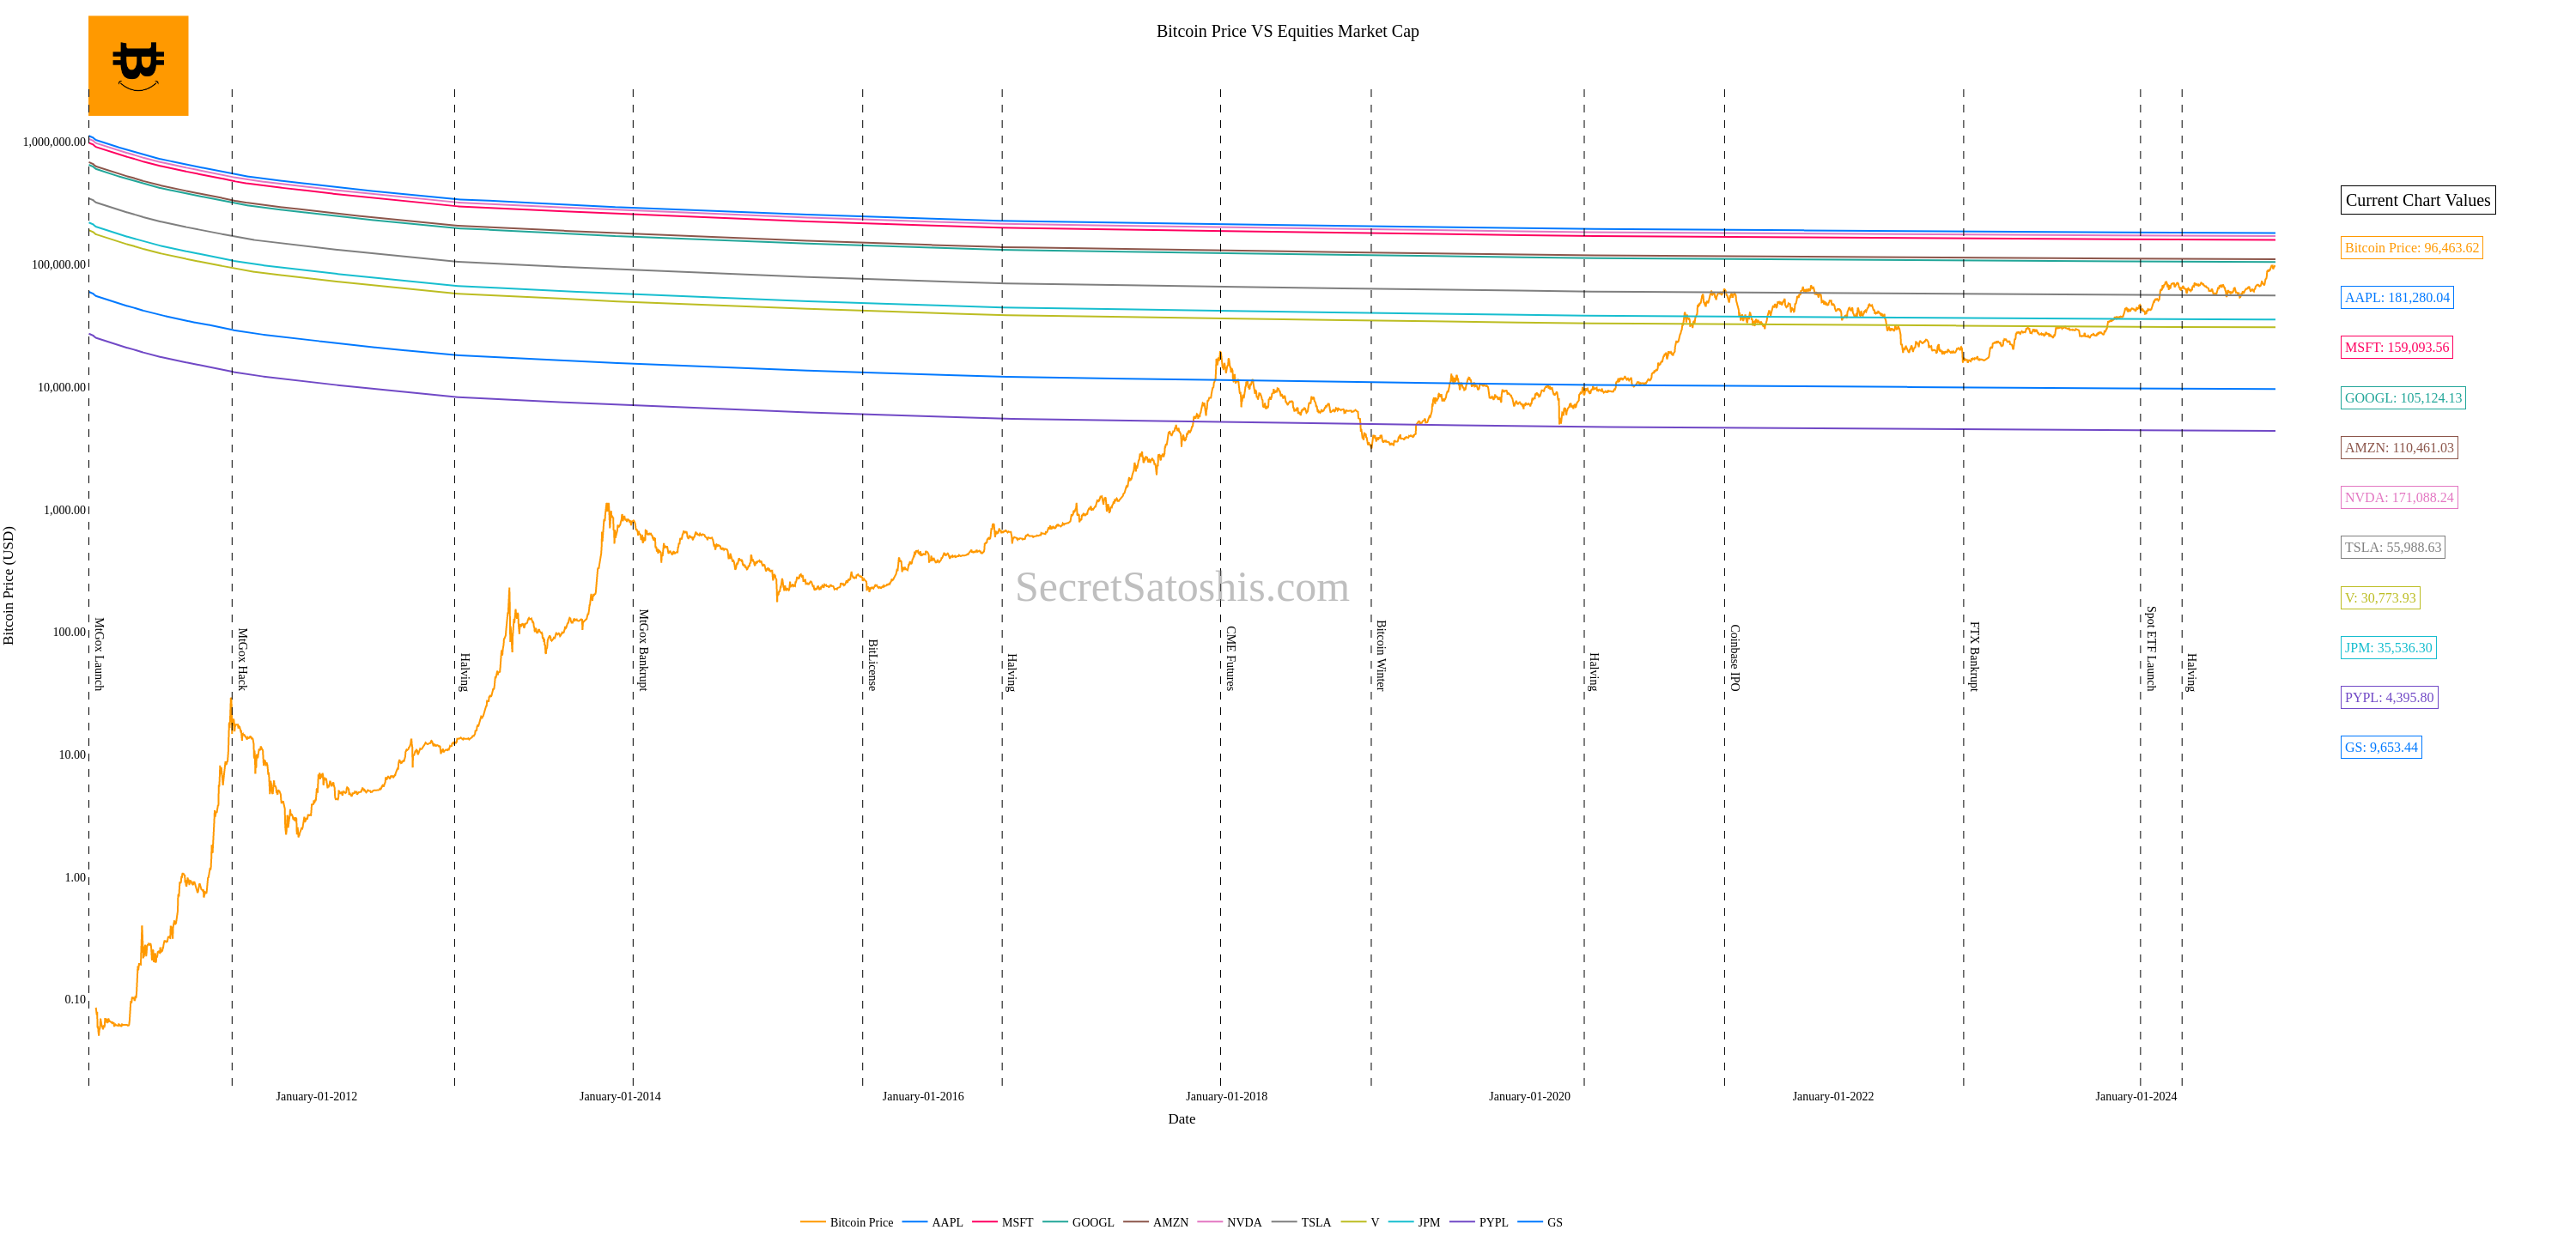 Bitcoin Price VS Equities Market Cap
1,000,000.00
100,000.00
10,000.00
1,000.00
100.00
10.00
1.00
0.10
Bitcoin Price (USD)
MtGox Launch
MtGox Hack
Halving
MtGox Bankrupt
BitLicense
Halving
CME Futures
Bitcoin Winter
Halving
Coinbase IPO
FTX Bankrupt
Spot ETF Launch
Halving
SecretSatoshis.com
January-01-2012
January-01-2014
January-01-2016
January-01-2018
January-01-2020
January-01-2022
January-01-2024
Date
Current Chart Values
Bitcoin Price: 96,463.62
AAPL: 181,280.04
MSFT: 159,093.56
GOOGL: 105,124.13
AMZN: 110,461.03
NVDA: 171,088.24
TSLA: 55,988.63
V: 30,773.93
JPM: 35,536.30
PYPL: 4,395.80
GS: 9,653.44
Bitcoin Price
AAPL
MSFT
GOOGL
AMZN
NVDA
TSLA
V
JPM
PYPL
GS